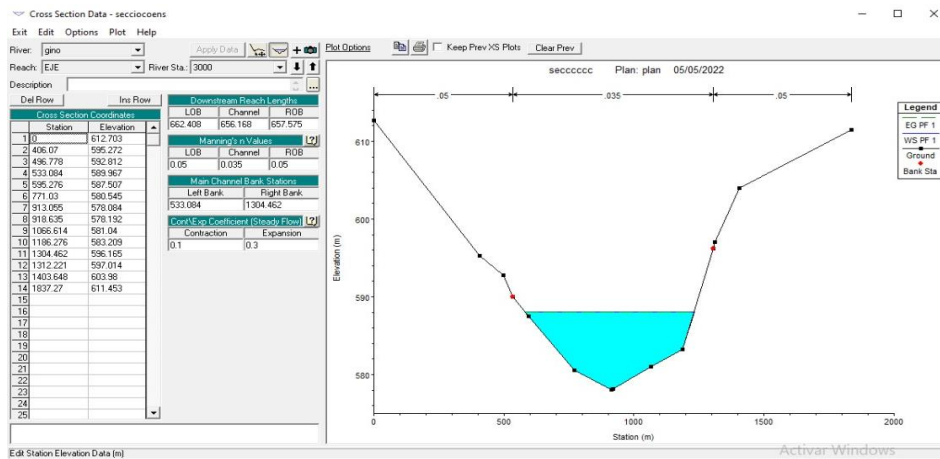 Cross Section Data - secciocoens
Exit Edit Options Plot Help
River: gino Apply Data Plot Options Keep Prev XS Plots Clear Prev
Reach: EJE River Sta.: 3000
Description
Del Row Ins Row
Cross Section Coordinates
Station Elevation
1 0 612.703
2 406.07 595.272
3 496.778 592.812
4 533.084 589.967
5 595.276 587.507
6 771.03 580.545
7 913.055 578.084
8 918.635 578.192
9 1066.614 581.04
10 1186.276 583.209
11 1304.462 596.165
12 1312.221 597.014
13 1403.648 603.98
14 1837.27 611.453
15
16
17
18
19
20
21
22
23
24
25
Downstream Reach Lengths
LOB Channel ROB
662.408 656.168 657.575
Manning's n Values
LOB Channel ROB
0.05 0.035 0.05
Main Channel Bank Stations
Left Bank Right Bank
533.084 1304.462
Cont\Exp Coefficient (Steady Flow)
Contraction Expansion
0.1 0.3
seccccccc Plan: plan 05/05/2022
.05 .035 .05
Legend
EG PF 1
WS PF 1
Ground
Bank Sta
Elevation (m)
610
600
590
580
0 500 1000 1500 2000
Station (m)
Activar Windows
Edit Station Elevation Data (m)